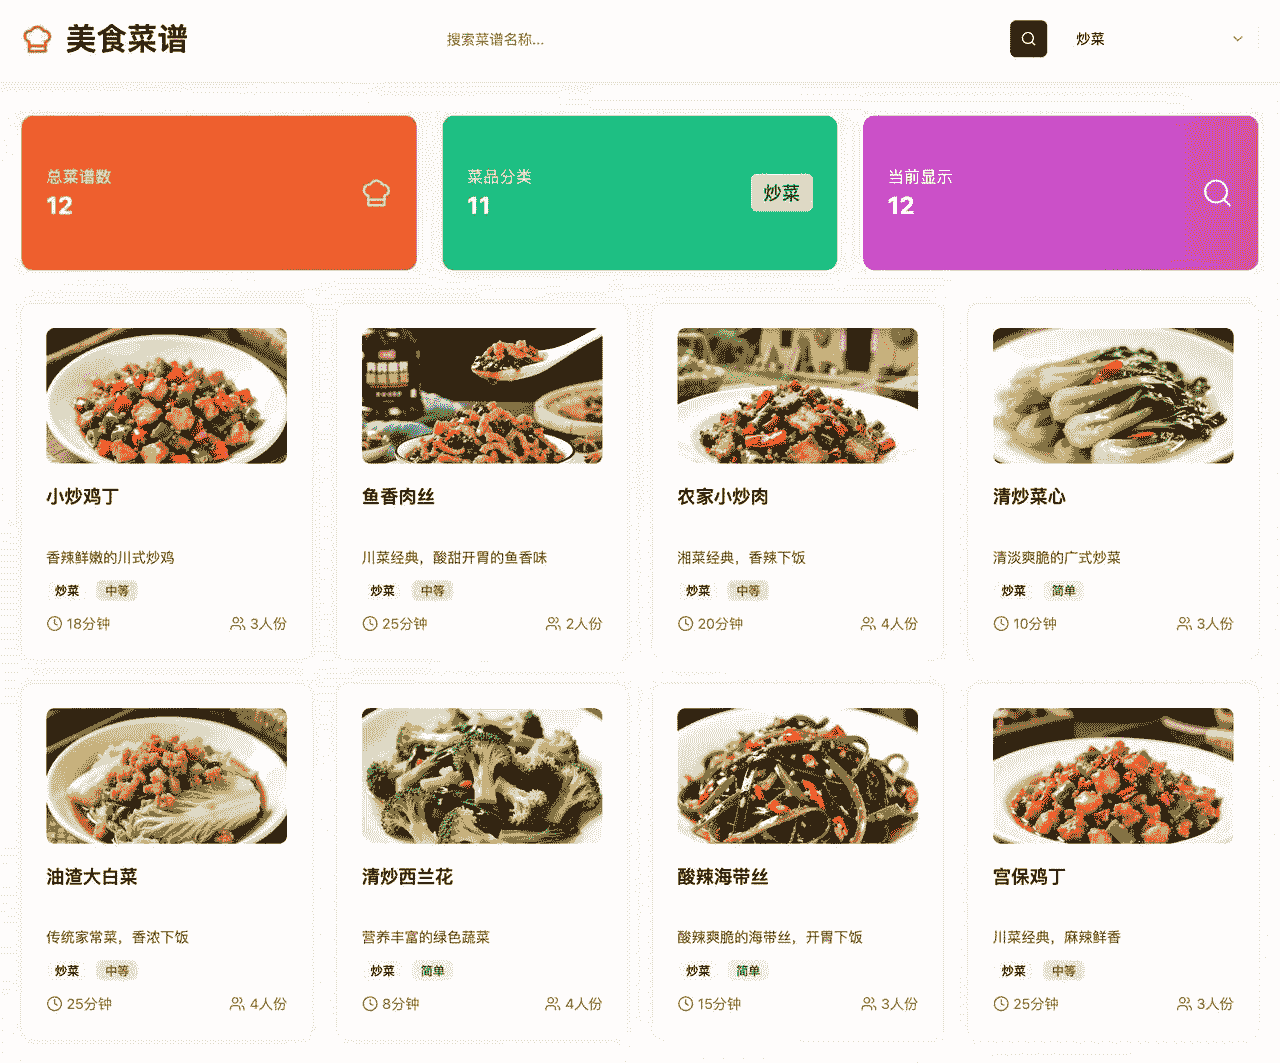 美食菜谱
搜索菜谱名称...
炒菜
总菜谱数
12
菜品分类
11
炒菜
当前显示
12
小炒鸡丁
香辣鲜嫩的川式炒鸡
炒菜 中等
18分钟 3人份
鱼香肉丝
川菜经典，酸甜开胃的鱼香味
炒菜 中等
25分钟 2人份
农家小炒肉
湘菜经典，香辣下饭
炒菜 中等
20分钟 4人份
清炒菜心
清淡爽脆的广式炒菜
炒菜 简单
10分钟 3人份
油渣大白菜
传统家常菜，香浓下饭
炒菜 中等
25分钟 4人份
清炒西兰花
营养丰富的绿色蔬菜
炒菜 简单
8分钟 4人份
酸辣海带丝
酸辣爽脆的海带丝，开胃下饭
炒菜 简单
15分钟 3人份
宫保鸡丁
川菜经典，麻辣鲜香
炒菜 中等
25分钟 3人份